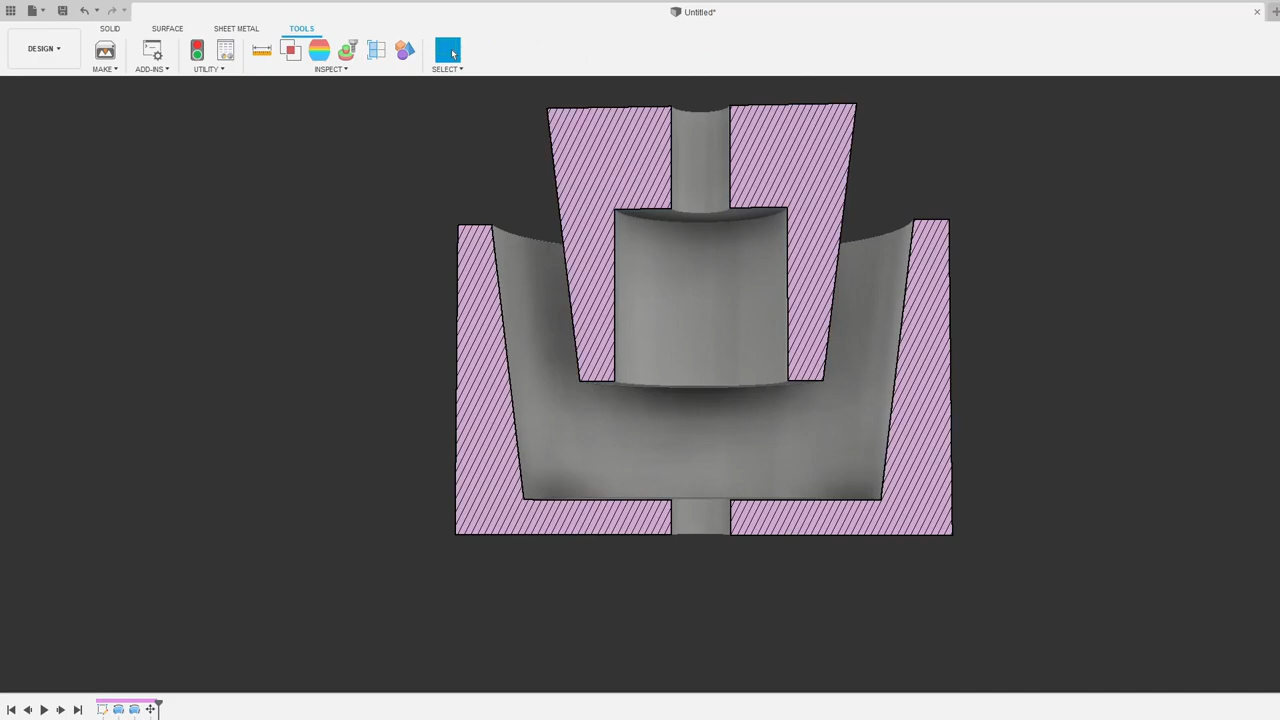 Untitled*
SOLID SURFACE SHEET METAL TOOLS
DESIGN
MAKE ADD-INS UTILITY INSPECT SELECT